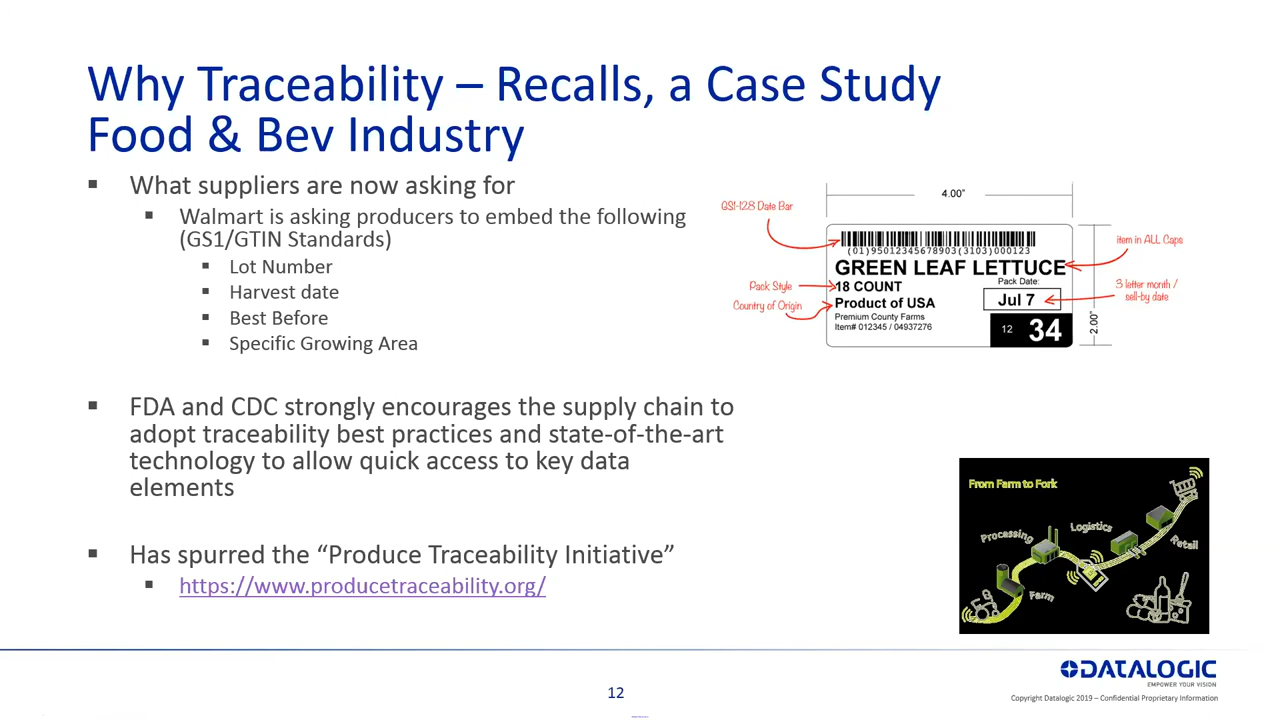 Why Traceability – Recalls, a Case Study
Food & Bev Industry
▪ What suppliers are now asking for
▪ Walmart is asking producers to embed the following
(GS1/GTIN Standards)
▪ Lot Number
▪ Harvest date
▪ Best Before
▪ Specific Growing Area
▪ FDA and CDC strongly encourages the supply chain to
adopt traceability best practices and state-of-the-art
technology to allow quick access to key data
elements
▪ Has spurred the “Produce Traceability Initiative”
▪ https://www.producetraceability.org/
4.00"
GS1-128 Date Bar
(01)95012345678903(3103)000123
item in ALL Caps
GREEN LEAF LETTUCE
Pack Style
18 COUNT
Pack Date:
3 letter month /
sell-by date
Country of Origin
Product of USA
Jul 7
Premium County Farms
Item# 012345 / 04937276
12 34
2.00"
From Farm to Fork
Processing
Logistics
Retail
Farm
DATALOGIC
EMPOWER YOUR VISION
12
Copyright Datalogic 2019 – Confidential Proprietary Information